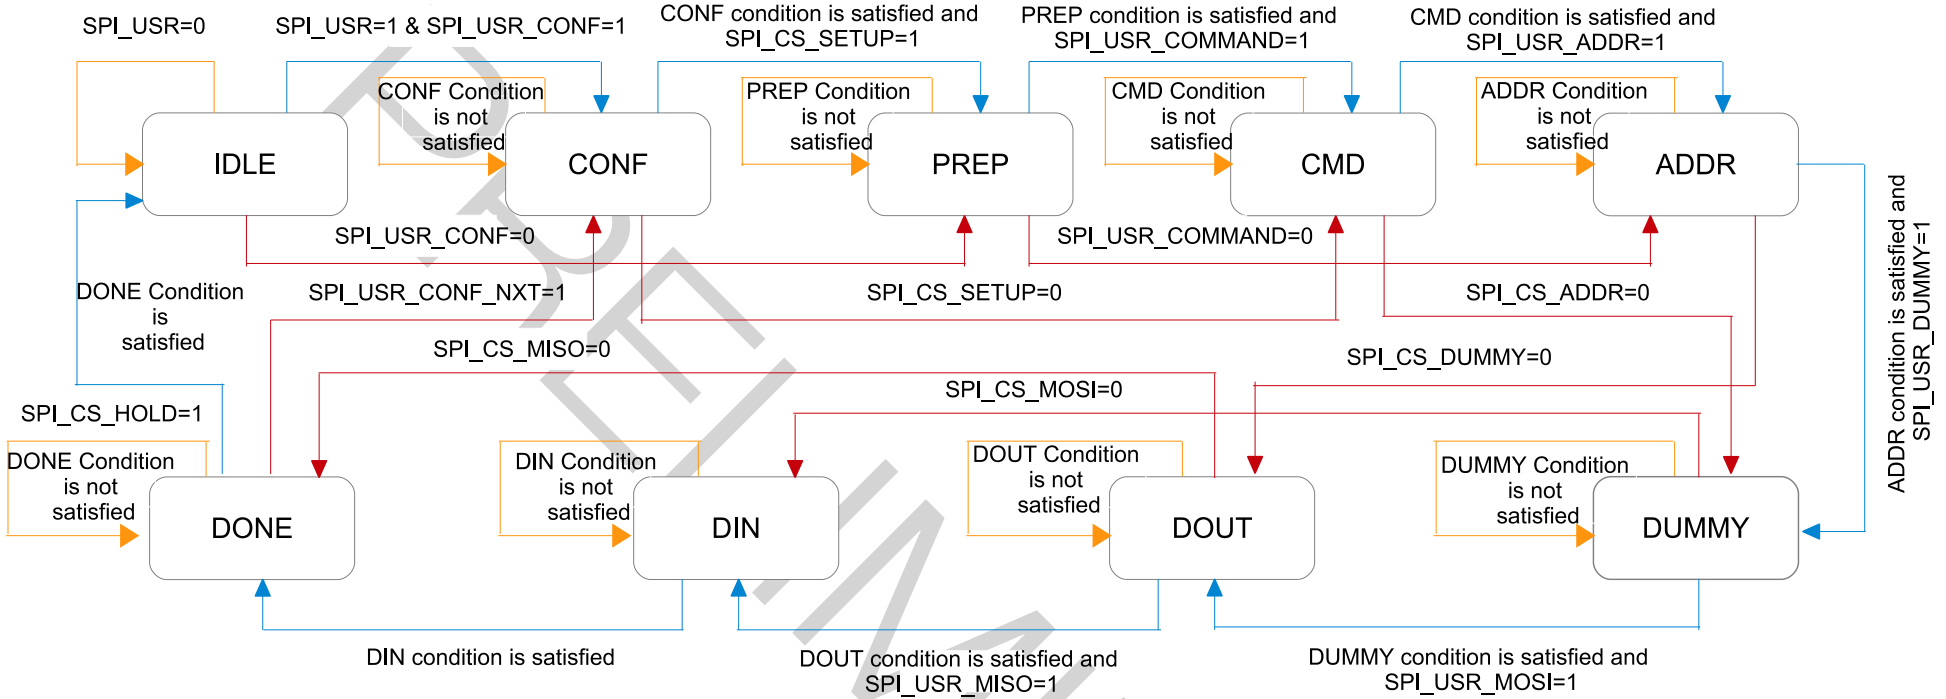 SPI_USR=0
SPI_USR=1 & SPI_USR_CONF=1
CONF condition is satisfied and
SPI_CS_SETUP=1
PREP condition is satisfied and
SPI_USR_COMMAND=1
CMD condition is satisfied and
SPI_USR_ADDR=1
CONF Condition
is not
satisfied
PREP Condition
is not
satisfied
CMD Condition
is not
satisfied
ADDR Condition
is not
satisfied
IDLE
CONF
PREP
CMD
ADDR
ADDR condition is satisfied and
SPI_USR_DUMMY=1
SPI_USR_CONF=0
SPI_USR_COMMAND=0
DONE Condition
is
satisfied
SPI_USR_CONF_NXT=1
SPI_CS_SETUP=0
SPI_CS_ADDR=0
SPI_CS_MISO=0
SPI_CS_DUMMY=0
SPI_CS_MOSI=0
SPI_CS_HOLD=1
DONE Condition
is not
satisfied
DIN Condition
is not
satisfied
DOUT Condition
is not
satisfied
DUMMY Condition
is not
satisfied
DONE
DIN
DOUT
DUMMY
DIN condition is satisfied
DOUT condition is satisfied and
SPI_USR_MISO=1
DUMMY condition is satisfied and
SPI_USR_MOSI=1
PRELIM